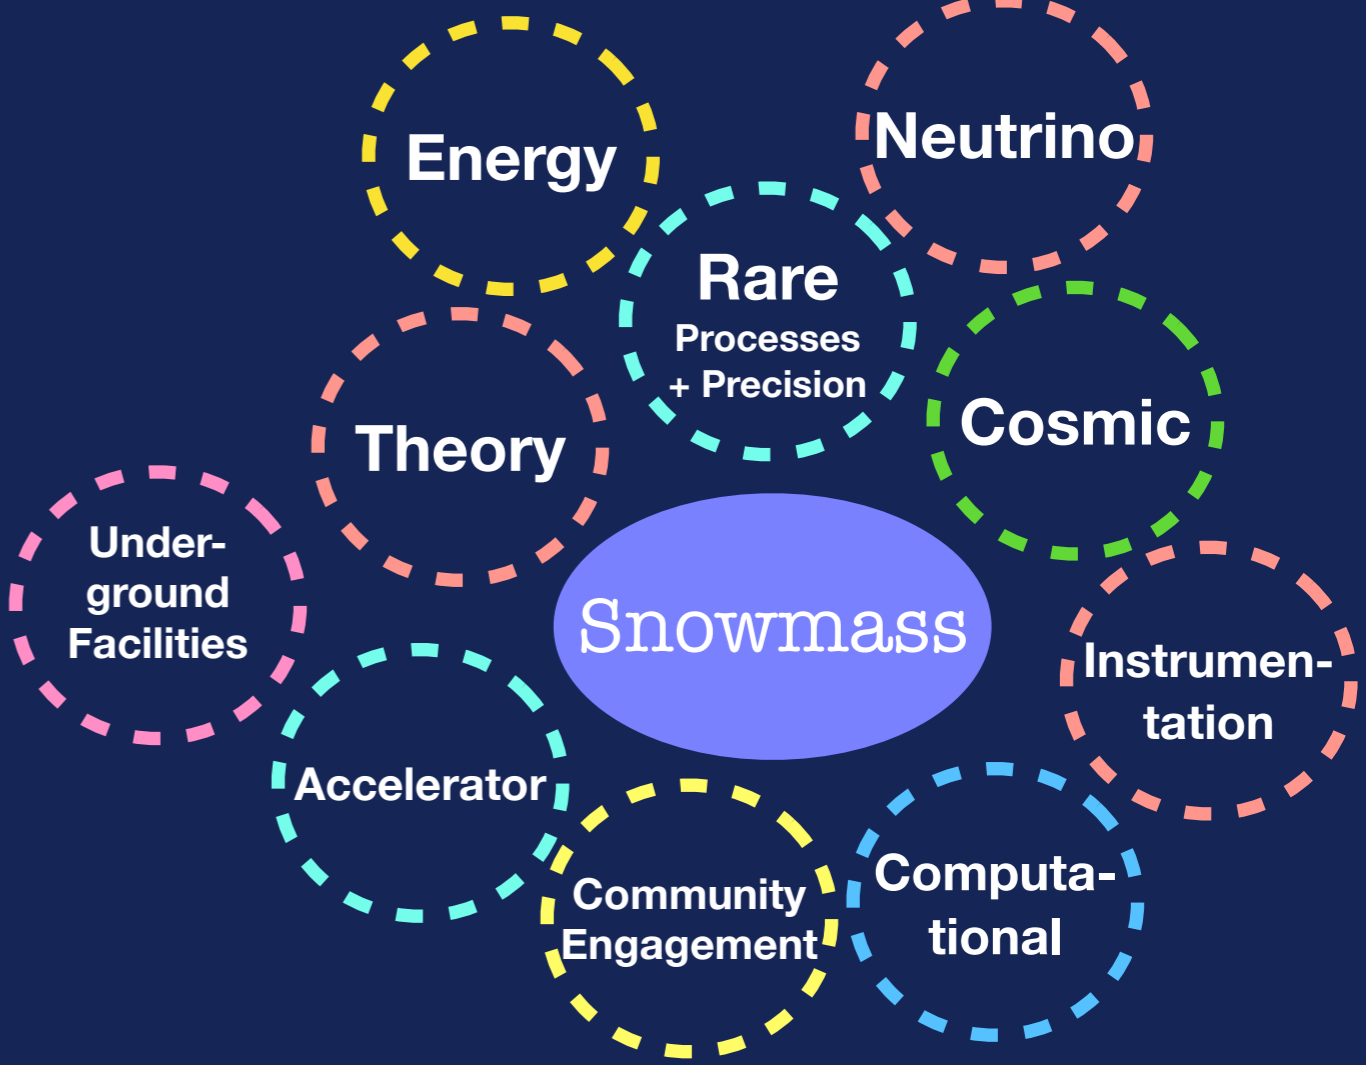 Energy
Neutrino
Rare
Processes
+ Precision
Theory
Cosmic
Under-
ground
Facilities
Snowmass
Instrumen-
tation
Accelerator
Community
Engagement
Computa-
tional